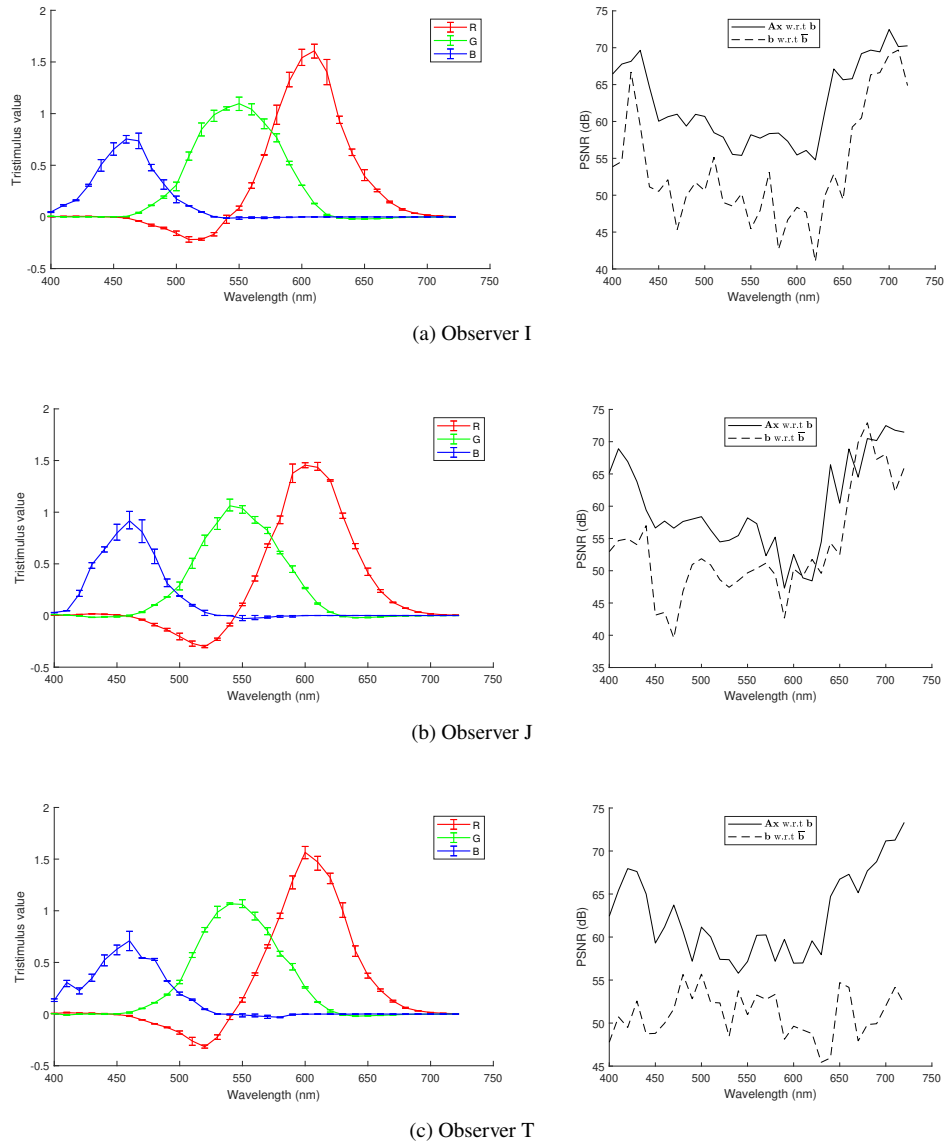 2
1.5
1
0.5
0
-0.5
Tristimulus value
400 450 500 550 600 650 700 750
Wavelength (nm)
R
G
B
75
70
65
60
55
50
45
40
PSNR (dB)
400 450 500 550 600 650 700 750
Wavelength (nm)
Ax w.r.t b
b w.r.t b̅
(a) Observer I
2
1.5
1
0.5
0
-0.5
Tristimulus value
400 450 500 550 600 650 700 750
Wavelength (nm)
R
G
B
75
70
65
60
55
50
45
40
35
PSNR (dB)
400 450 500 550 600 650 700 750
Wavelength (nm)
Ax w.r.t b
b w.r.t b̅
(b) Observer J
2
1.5
1
0.5
0
-0.5
Tristimulus value
400 450 500 550 600 650 700 750
Wavelength (nm)
R
G
B
75
70
65
60
55
50
45
PSNR (dB)
400 450 500 550 600 650 700 750
Wavelength (nm)
Ax w.r.t b
b w.r.t b̅
(c) Observer T